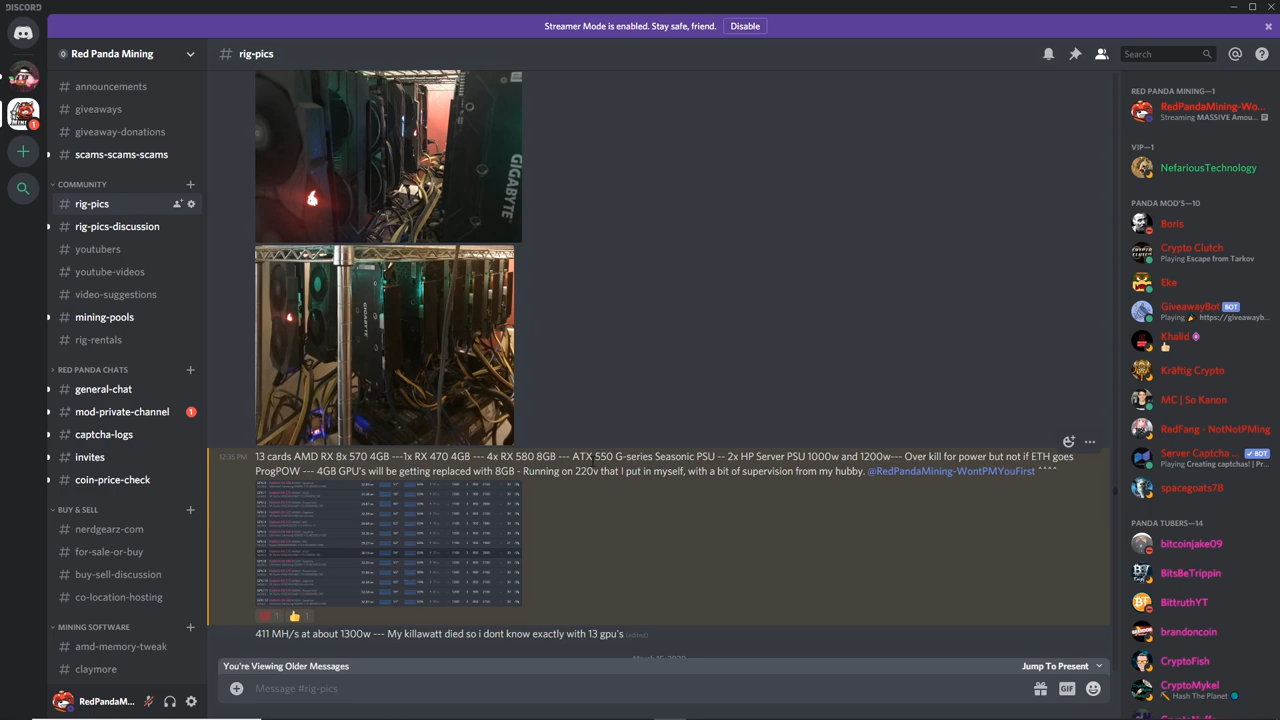 DISCORD
Streamer Mode is enabled. Stay safe, friend.
Disable
Red Panda Mining
rig-pics
Search
announcements
giveaways
giveaway-donations
scams-scams-scams
COMMUNITY
rig-pics
rig-pics-discussion
youtubers
youtube-videos
video-suggestions
mining-pools
rig-rentals
RED PANDA CHATS
general-chat
mod-private-channel
1
captcha-logs
invites
coin-price-check
BUY & SELL
nerdgearz-com
for-sale-or-buy
buy-sell-discussion
co-location-hosting
MINING SOFTWARE
amd-memory-tweak
claymore
RedPandaM...
GIGABYTE
GIGABYTE
12:35 PM
13 cards AMD RX 8x 570 4GB ---1x RX 470 4GB --- 4x RX 580 8GB --- ATX 550 G-series Seasonic PSU -- 2x HP Server PSU 1000w and 1200w--- Over kill for power but not if ETH goes
ProgPOW --- 4GB GPU's will be getting replaced with 8GB - Running on 220v that I put in myself, with a bit of supervision from my hubby. @RedPandaMining-WontPMYouFirst ^^^^
1
1
411 MH/s at about 1300w --- My killawatt died so i dont know exactly with 13 gpu's (edited)
You're Viewing Older Messages
Jump To Present
Message #rig-pics
GIF
RED PANDA MINING—1
RedPandaMining-Wo...
Streaming MASSIVE Amou...
VIP—1
NefariousTechnology
PANDA MOD'S—10
Boris
Crypto Clutch
Playing Escape from Tarkov
Eke
GiveawayBot BOT
Playing https://giveawayb...
Khalid
Kräftig Crypto
MC | So Kanon
RedFang - NotNotPMing
Server Captcha ... BOT
Playing Creating captchas! | Pr...
spacegoats78
PANDA TUBERS—14
bitcoinjake09
BitsBeTrippin
BittruthYT
brandoncoin
CryptoFish
CryptoMykel
Hash The Planet